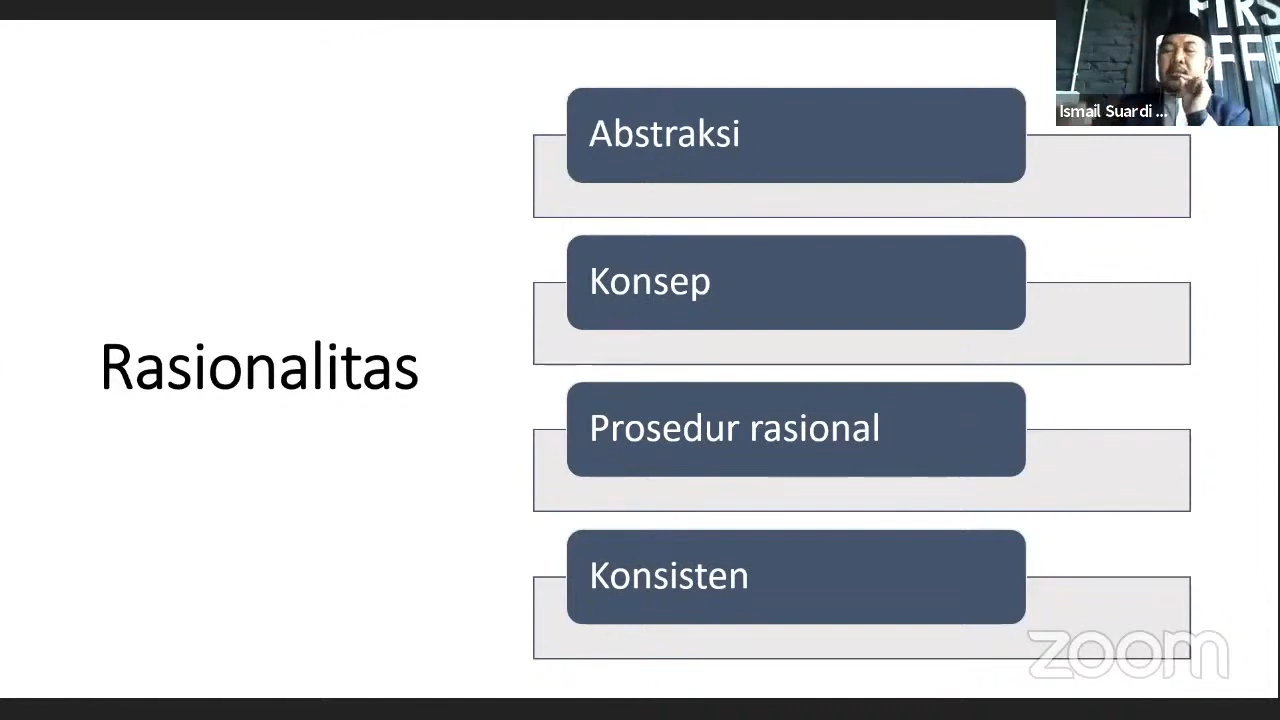 Rasionalitas
Abstraksi
Konsep
Prosedur rasional
Konsisten
Ismail Suardi ...
zoom